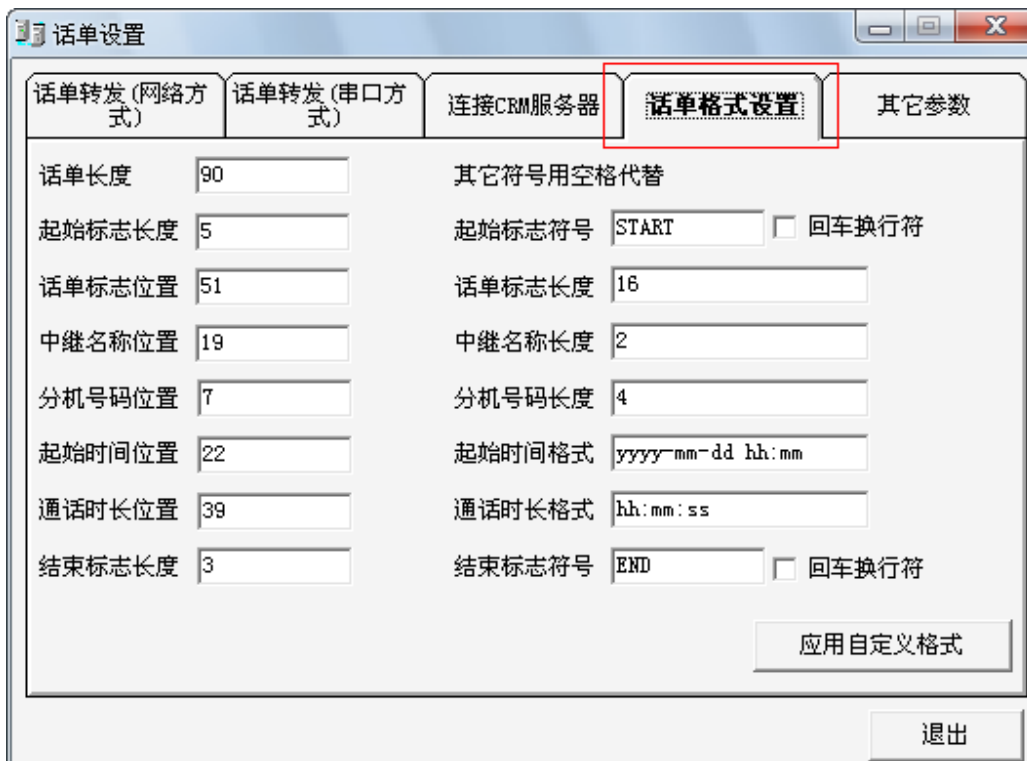 话单设置
话单转发(网络方
式)
话单转发(串口方
式)
连接CRM服务器
话单格式设置
其它参数
话单长度 90 其它符号用空格代替
起始标志长度 5 起始标志符号 START 回车换行符
话单标志位置 51 话单标志长度 16
中继名称位置 19 中继名称长度 2
分机号码位置 7 分机号码长度 4
起始时间位置 22 起始时间格式 yyyy-mm-dd hh:mm
通话时长位置 39 通话时长格式 hh:mm:ss
结束标志长度 3 结束标志符号 END 回车换行符
应用自定义格式
退出